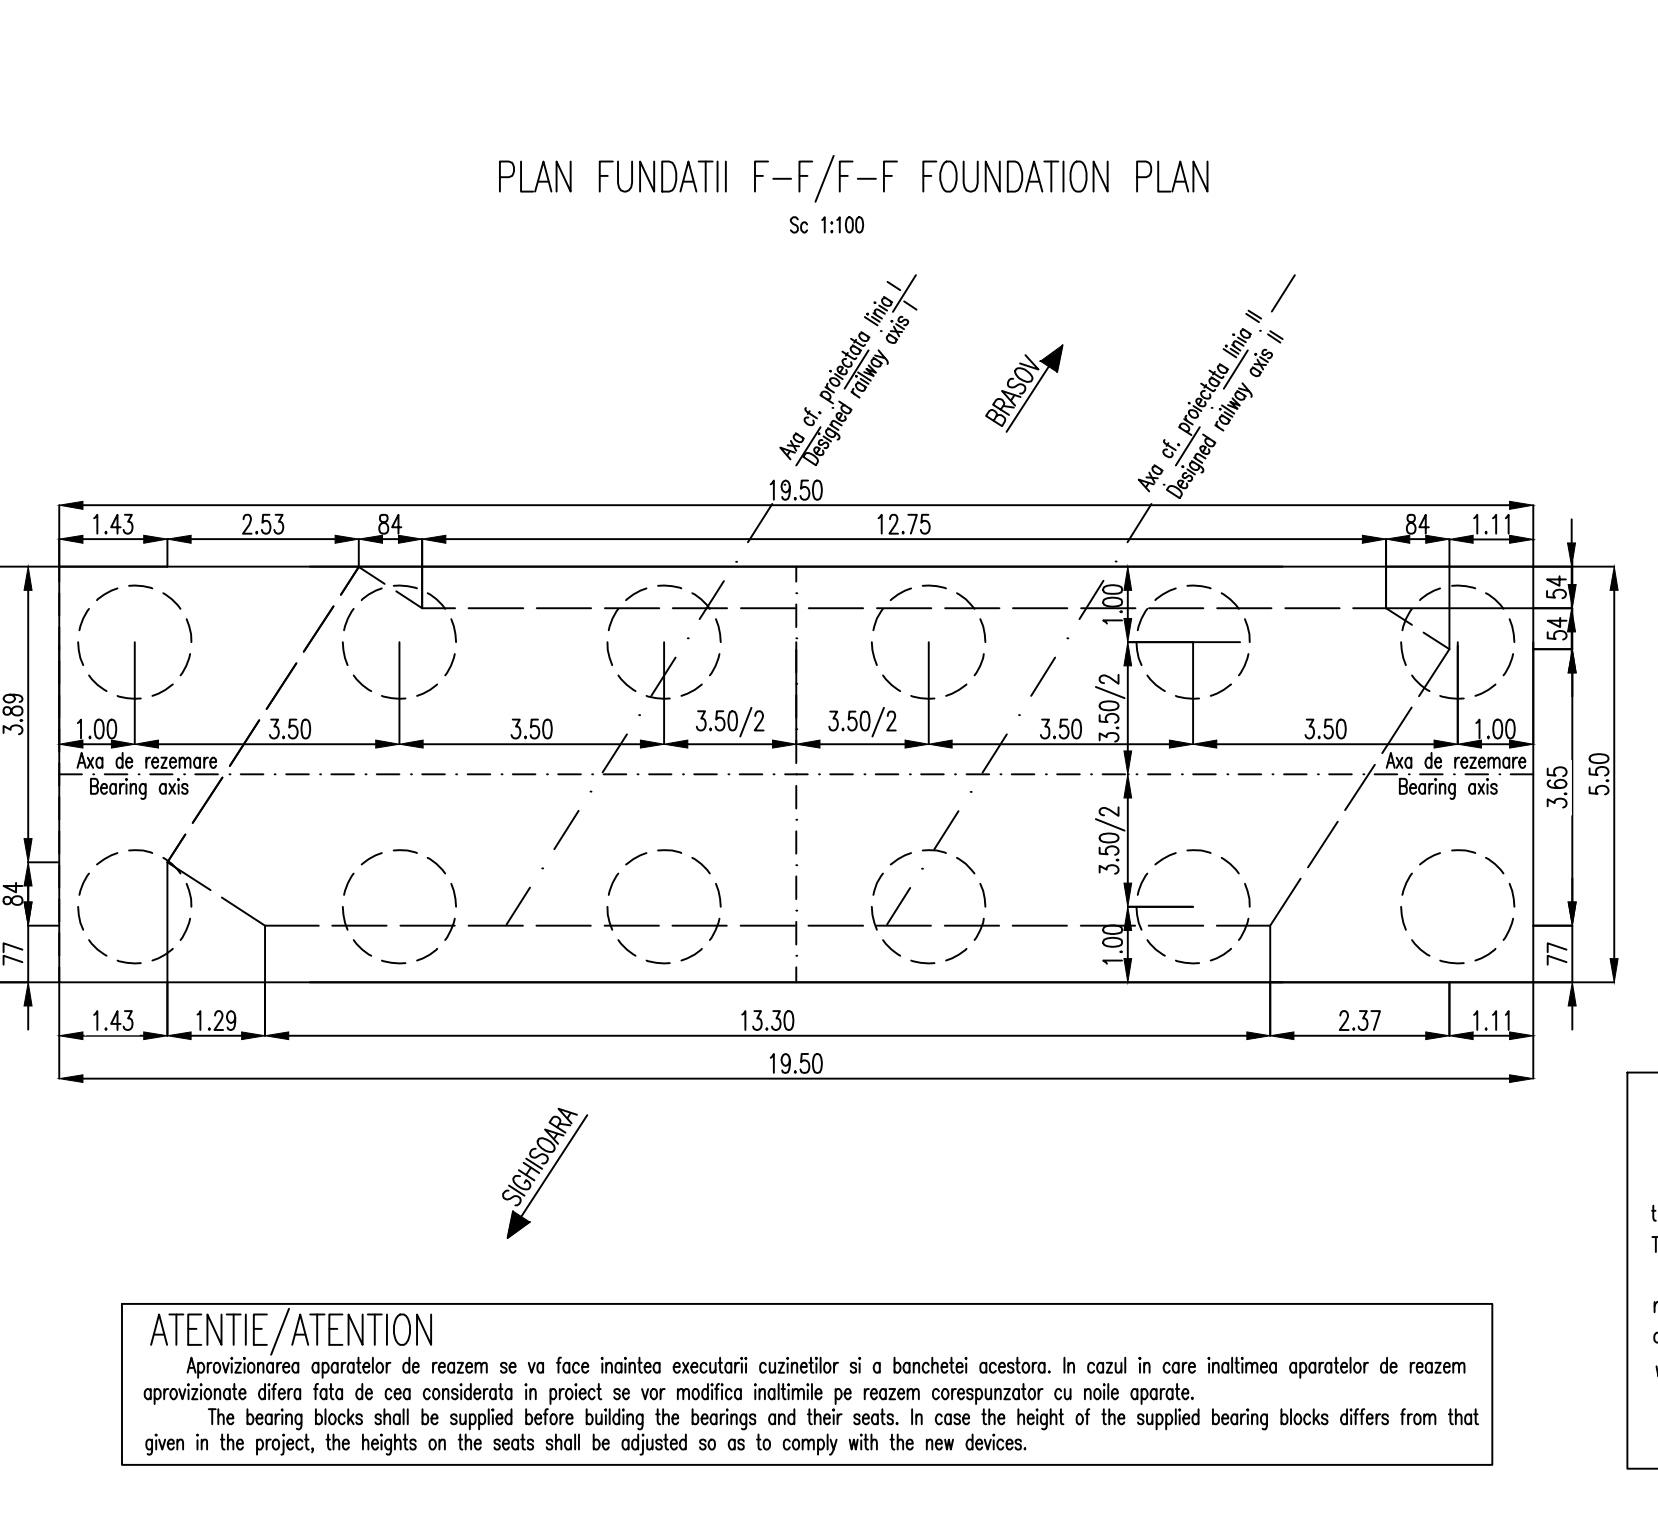 PLAN FUNDATII F-F/F-F FOUNDATION PLAN
Sc 1:100
Axa cf. proiectata linia I
Designed railway axis I
BRASOV
Axa cf. proiectata linia II
Designed railway axis II
19.50
1.43 2.53 84 12.75 84 1.11
54
54
1.00
3.50/2
3.89
1.00 3.50 3.50 3.50/2 3.50/2 3.50 3.50 1.00
Axa de rezemare
Bearing axis
Axa de rezemare
Bearing axis
3.65
5.50
3.50/2
84
77
1.00
77
1.43 1.29 13.30 2.37 1.11
19.50
SIGHISOARA
ATENTIE/ATENTION
Aprovizionarea aparatelor de reazem se va face inaintea executarii cuzinetilor si a banchetei acestora. In cazul in care inaltimea aparatelor de reazem
aprovizionate difera fata de cea considerata in proiect se vor modifica inaltimile pe reazem corespunzator cu noile aparate.
The bearing blocks shall be supplied before building the bearings and their seats. In case the height of the supplied bearing blocks differs from that
given in the project, the heights on the seats shall be adjusted so as to comply with the new devices.